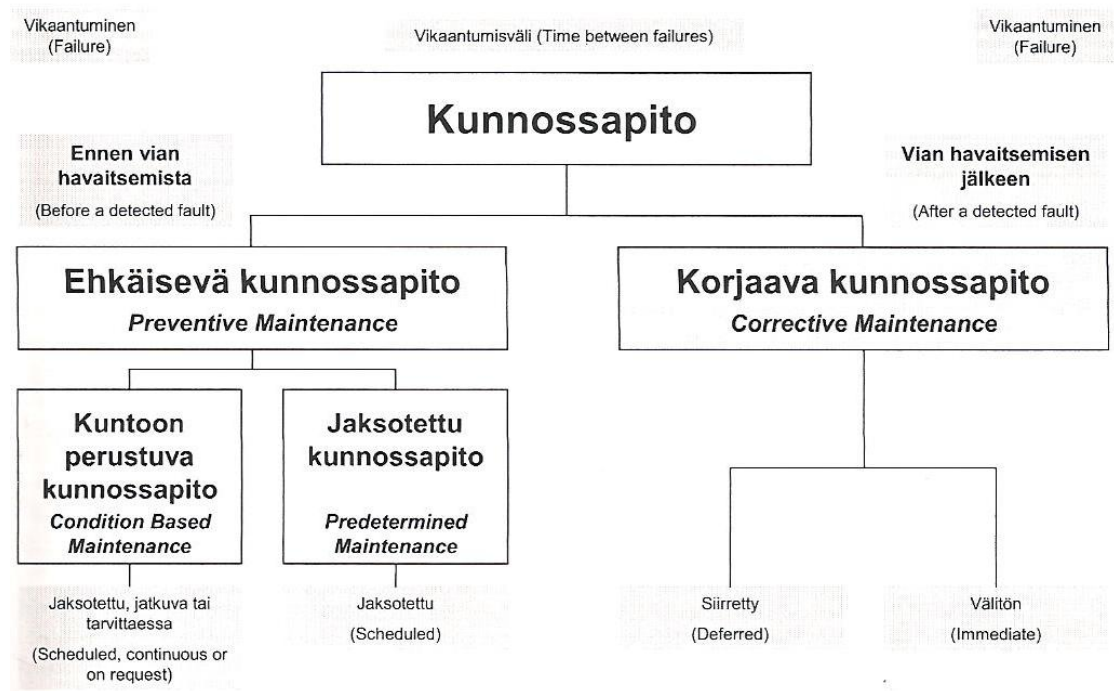 Vikaantuminen
(Failure)
Vikaantumisväli (Time between failures)
Vikaantuminen
(Failure)
Kunnossapito
Ennen vian
havaitsemista
(Before a detected fault)
Vian havaitsemisen
jälkeen
(After a detected fault)
Ehkäisevä kunnossapito
Preventive Maintenance
Korjaava kunnossapito
Corrective Maintenance
Kuntoon
perustuva
kunnossapito
Condition Based
Maintenance
Jaksotettu
kunnossapito
Predetermined
Maintenance
Jaksotettu, jatkuva tai
tarvittaessa
(Scheduled, continuous or
on request)
Jaksotettu
(Scheduled)
Siirretty
(Deferred)
Välitön
(Immediate)